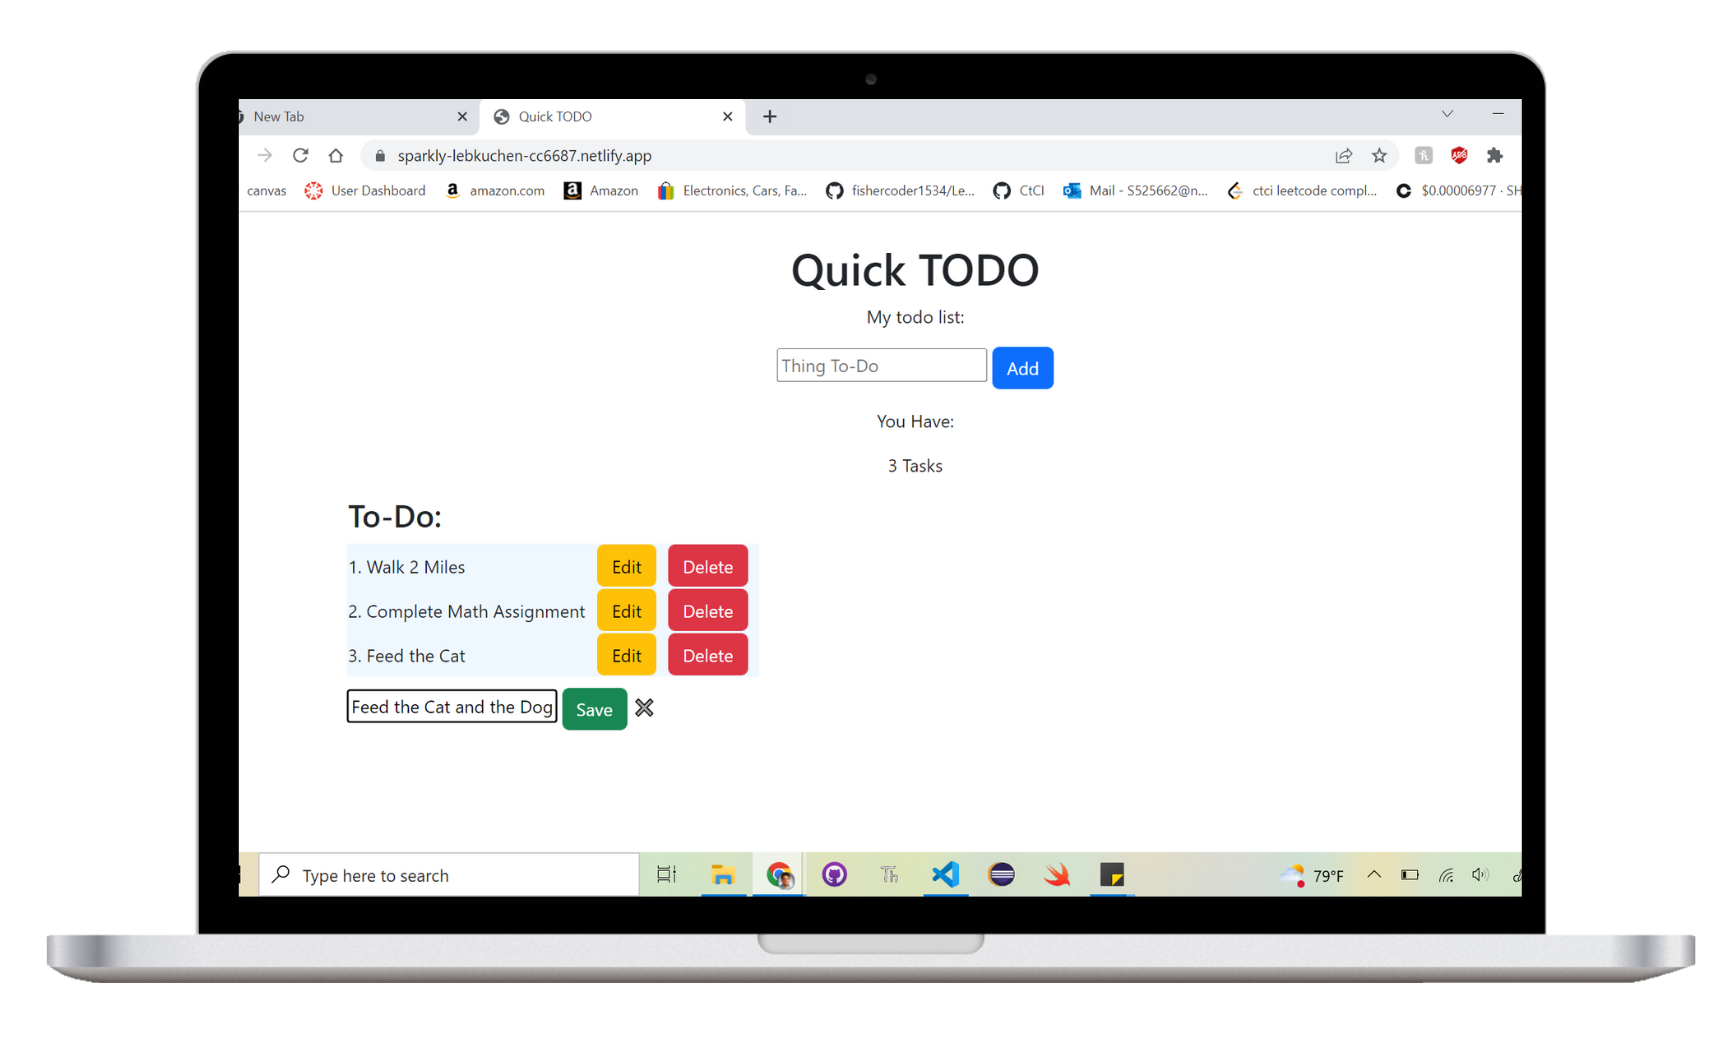 New Tab
Quick TODO
sparkly-lebkuchen-cc6687.netlify.app
canvas User Dashboard amazon.com Amazon Electronics, Cars, Fa... fishercoder1534/Le... CtCI Mail - S525662@n... ctci leetcode compl... $0.00006977 · SH
Quick TODO
My todo list:
Thing To-Do Add
You Have:
3 Tasks
To-Do:
1. Walk 2 Miles Edit Delete
2. Complete Math Assignment Edit Delete
3. Feed the Cat Edit Delete
Feed the Cat and the Dog Save
Type here to search 79°F